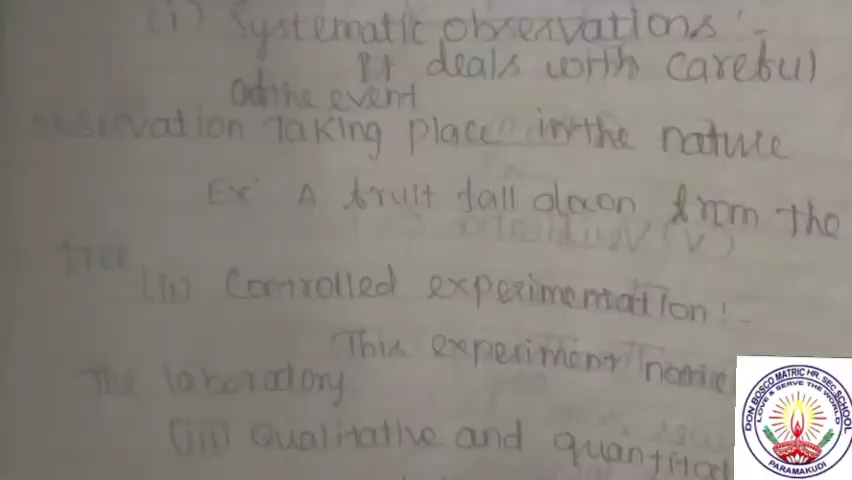 (i) Systematic observations :-
It deals with careful
of the event
observation taking place in the nature
Ex: A fruit fall down from the
tree
(ii) Controlled experimentation :-
This experiment
The laboratory
(iii) Qualitative and quantitat
DON BOSCO MATRIC HR. SEC. SCHOOL
LOVE & SERVE THE WORLD
PARAMAKUDI